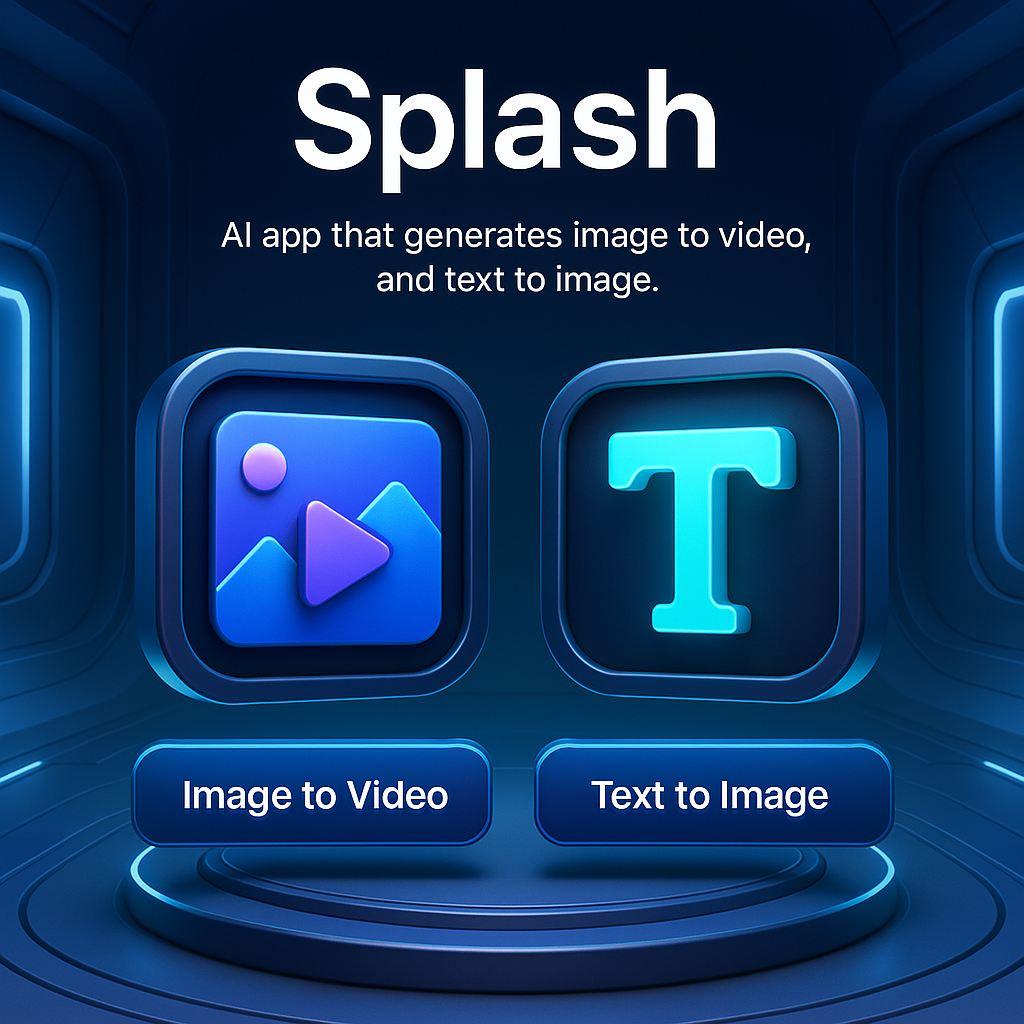 Splash
AI app that generates image to video,
and text to image.
T
Image to Video
Text to Image